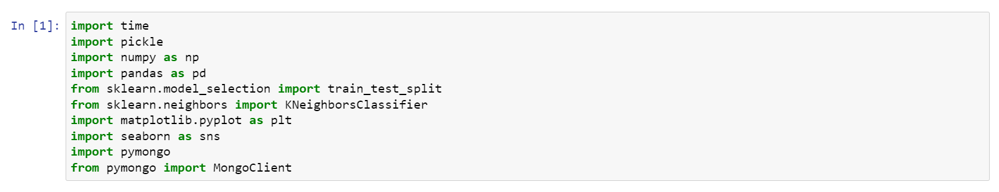 In [1]: import time
import pickle
import numpy as np
import pandas as pd
from sklearn.model_selection import train_test_split
from sklearn.neighbors import KNeighborsClassifier
import matplotlib.pyplot as plt
import seaborn as sns
import pymongo
from pymongo import MongoClient